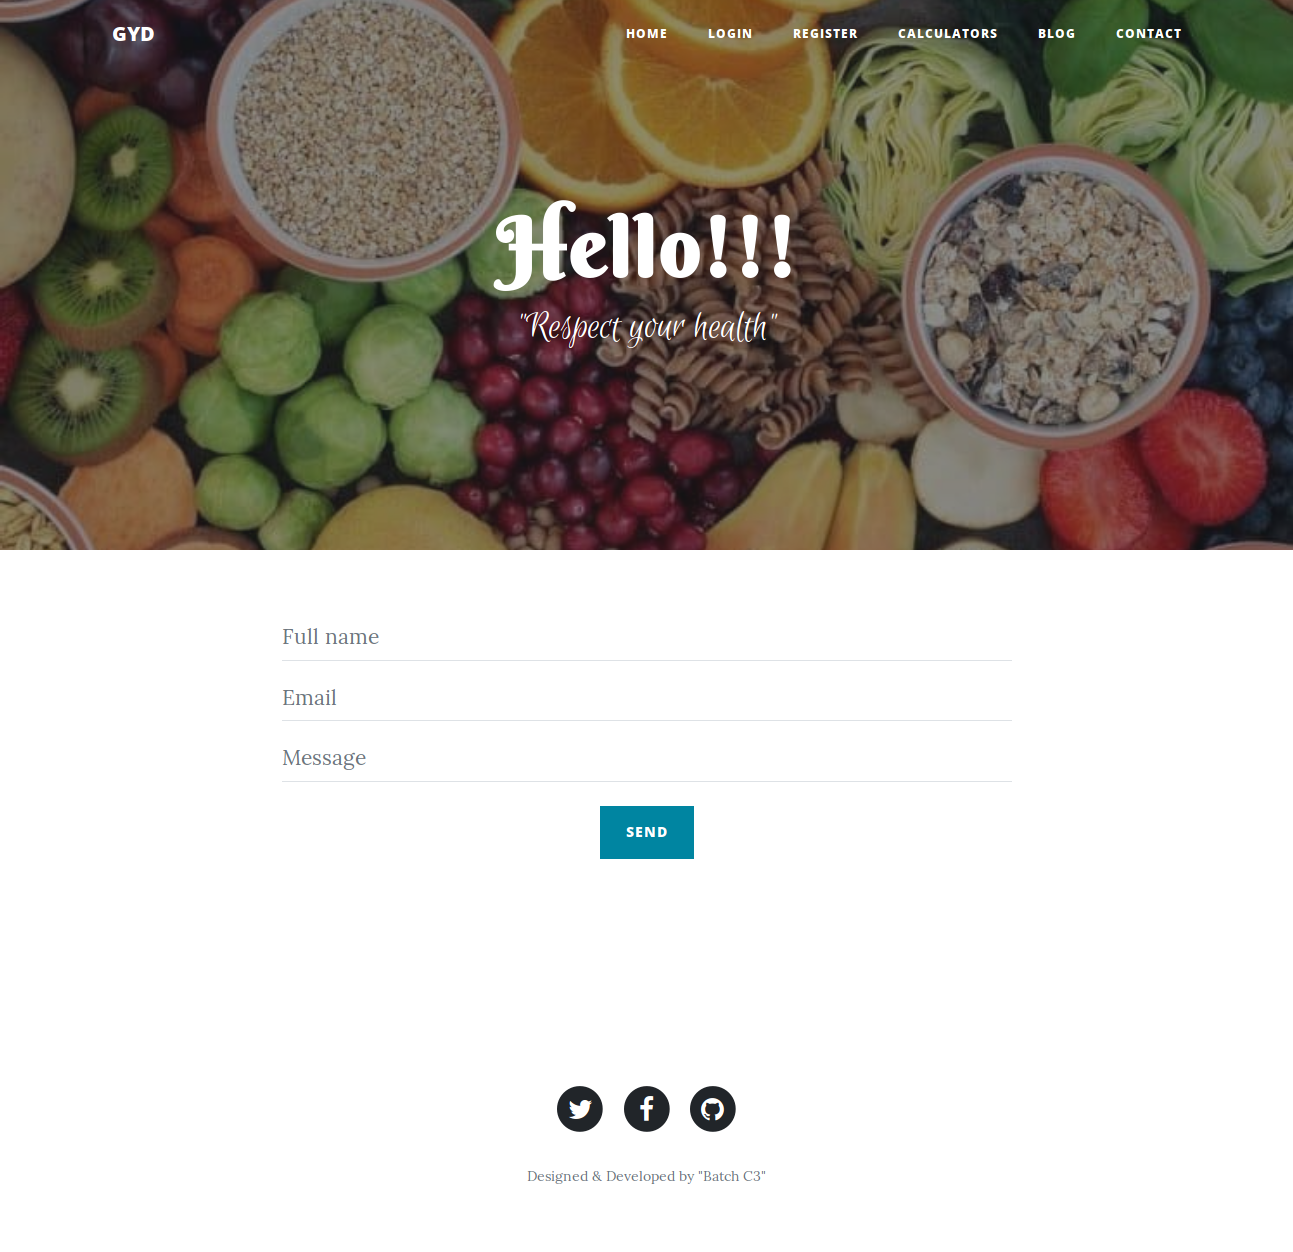 GYD
HOME LOGIN REGISTER CALCULATORS BLOG CONTACT
Hello!!!
"Respect your health"
Full name
Email
Message
SEND
Designed & Developed by "Batch C3"